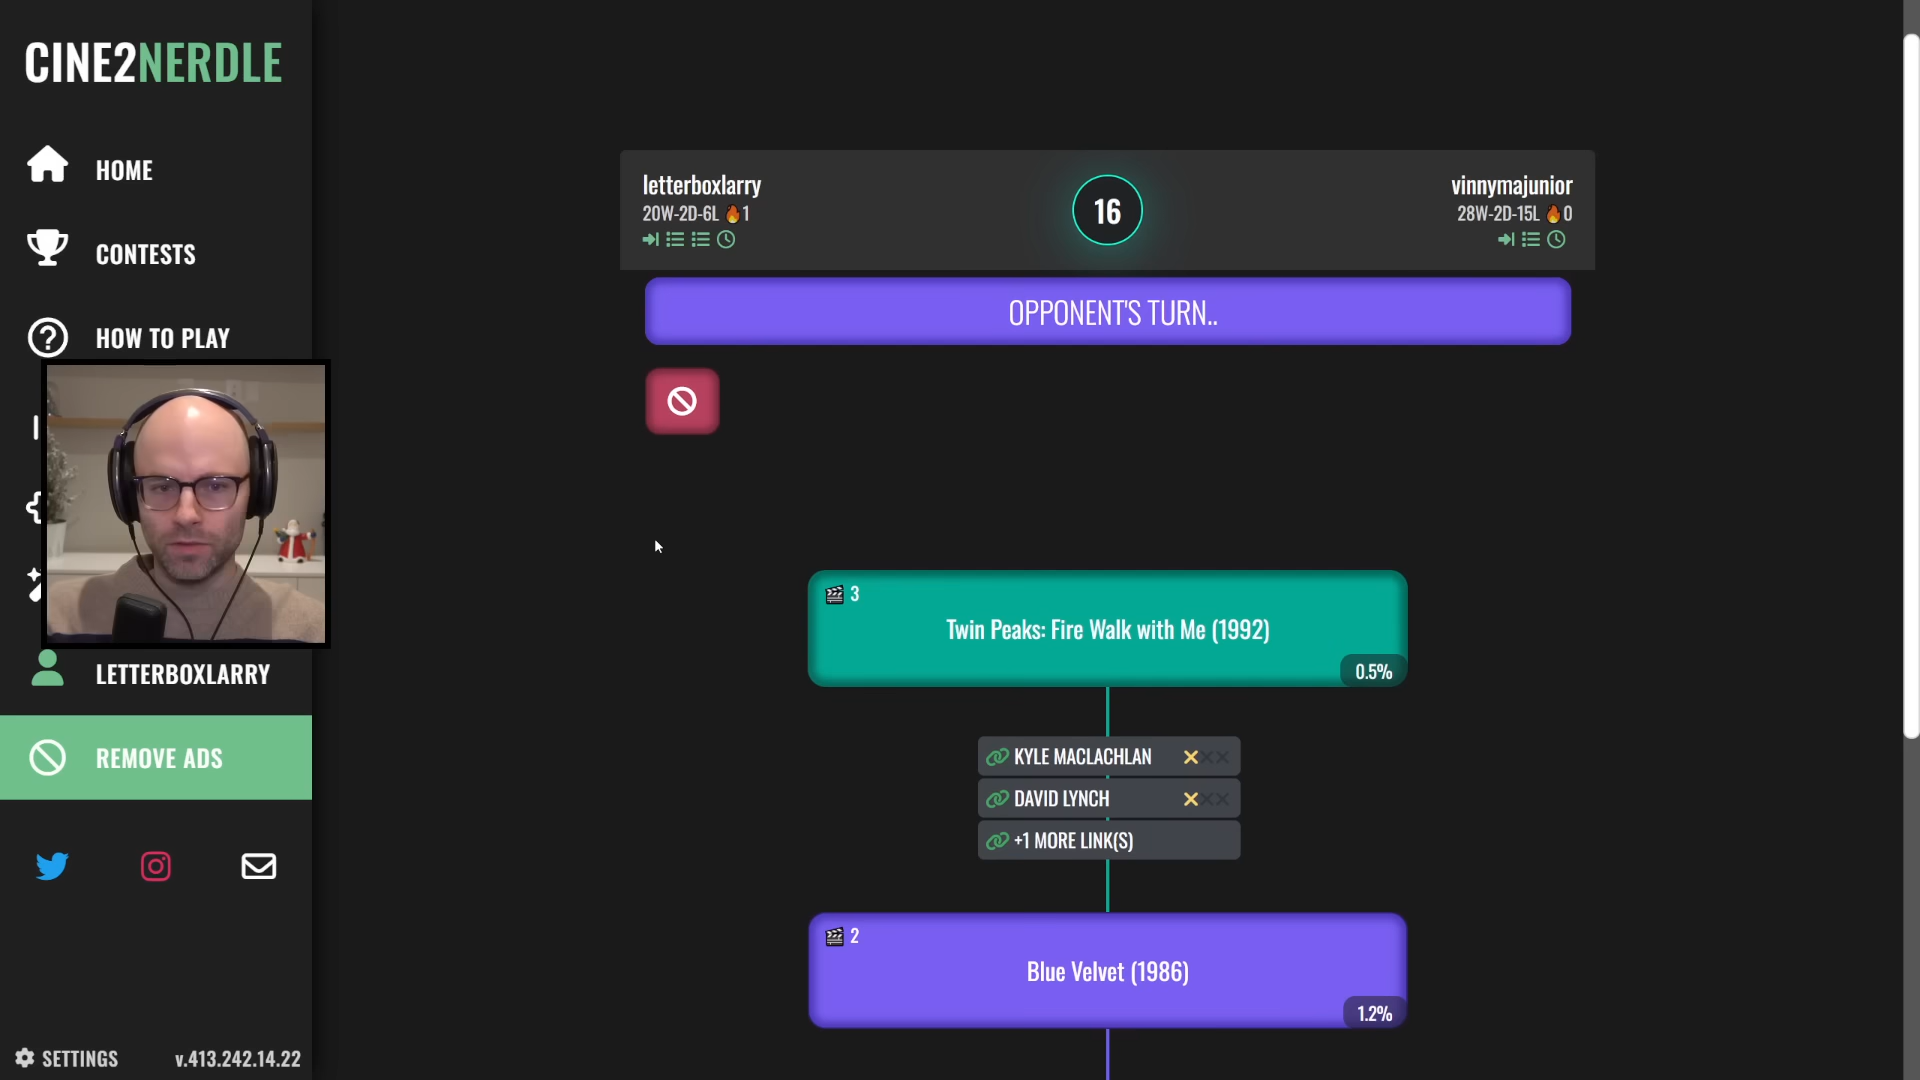 CINE2NERDLE
HOME
CONTESTS
HOW TO PLAY
LETTERBOXLARRY
REMOVE ADS
SETTINGS
v.413.242.14.22
letterboxlarry
20W-2D-6L 🔥1
16
vinnymajunior
28W-2D-15L 🔥0
OPPONENT'S TURN..
3
Twin Peaks: Fire Walk with Me (1992)
0.5%
KYLE MACLACHLAN
DAVID LYNCH
+1 MORE LINK(S)
2
Blue Velvet (1986)
1.2%